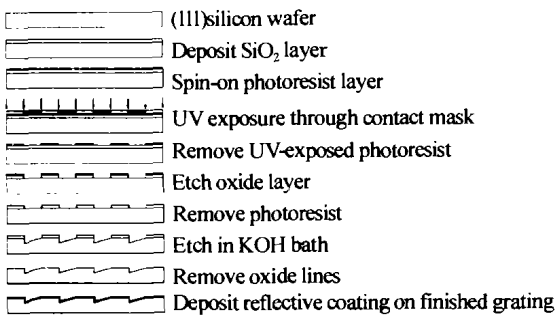 (111)silicon wafer
Deposit SiO₂ layer
Spin-on photoresist layer
UV exposure through contact mask
Remove UV-exposed photoresist
Etch oxide layer
Remove photoresist
Etch in KOH bath
Remove oxide lines
Deposit reflective coating on finished grating